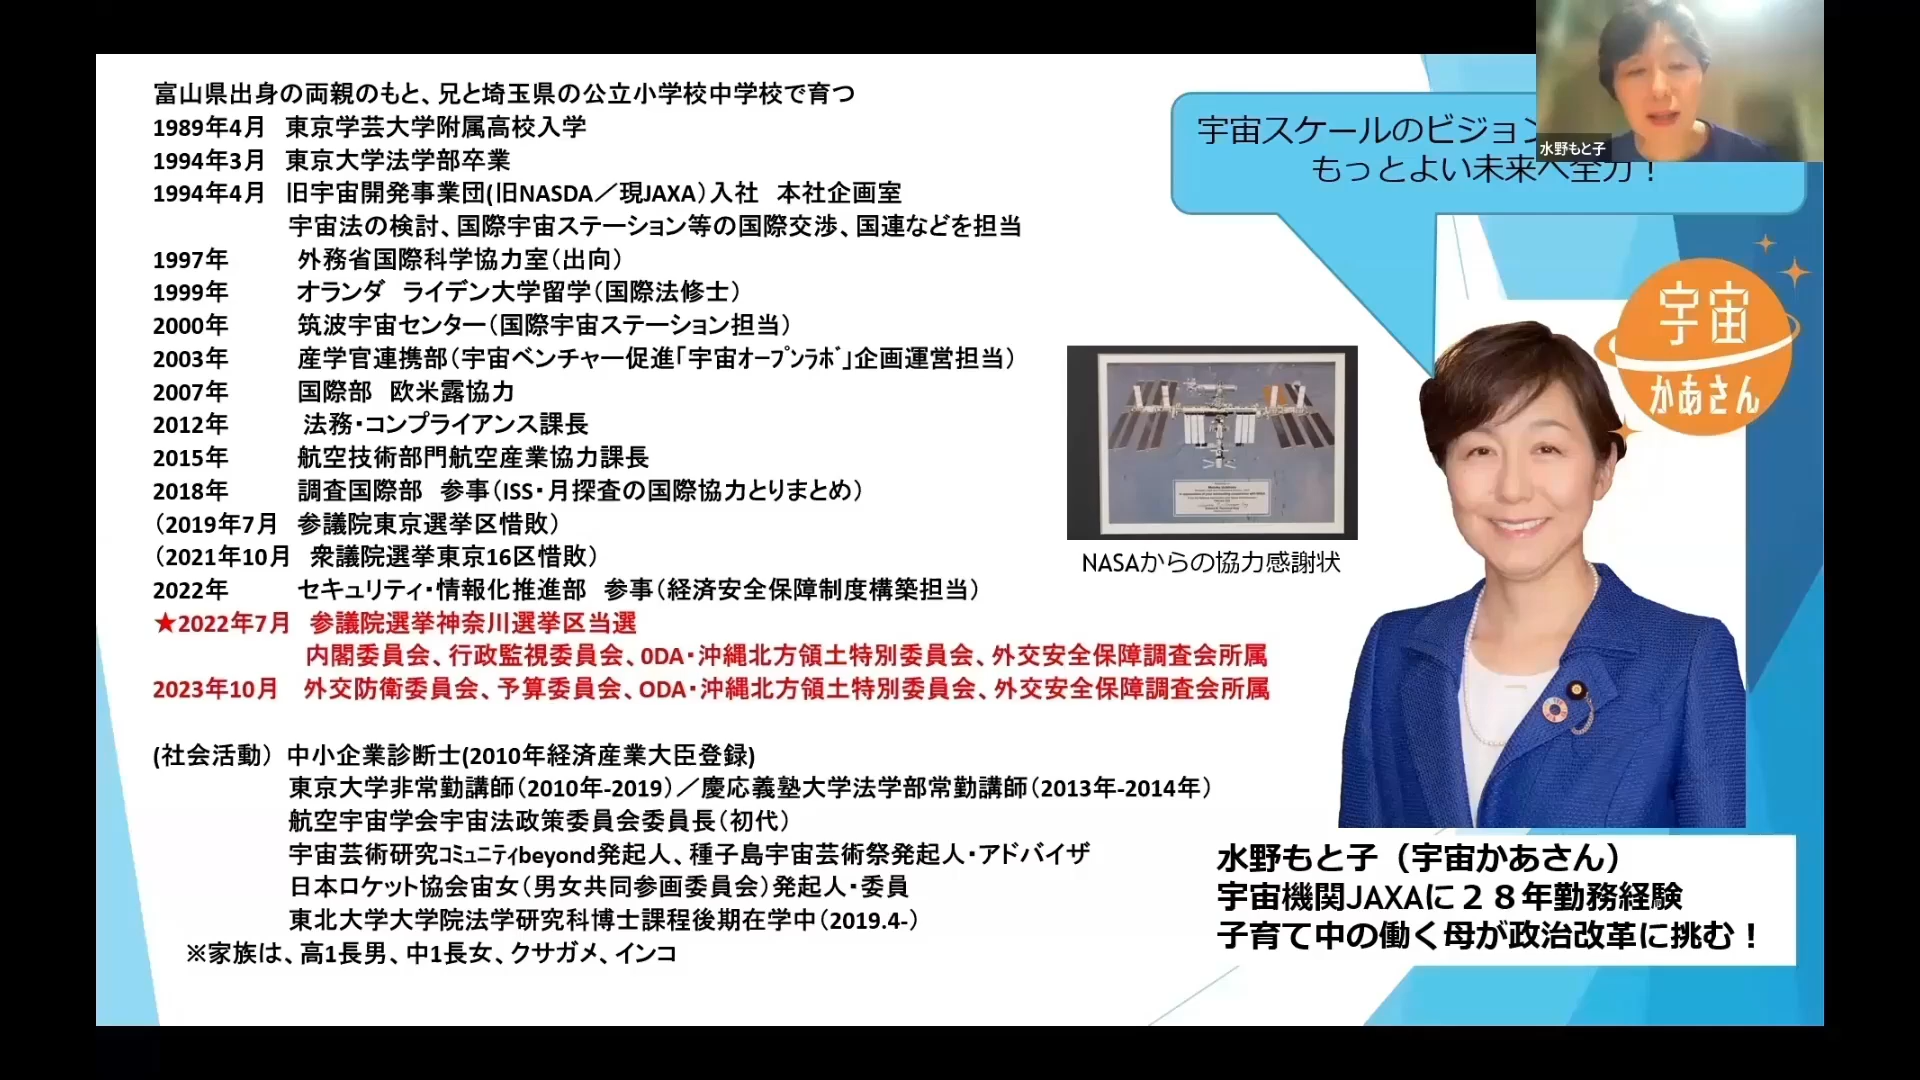 富山県出身の両親のもと、兄と埼玉県の公立小学校中学校で育つ
1989年4月　東京学芸大学附属高校入学
1994年3月　東京大学法学部卒業
1994年4月　旧宇宙開発事業団(旧NASDA／現JAXA）入社　本社企画室
宇宙法の検討、国際宇宙ステーション等の国際交渉、国連などを担当
1997年　外務省国際科学協力室（出向）
1999年　オランダ　ライデン大学留学（国際法修士）
2000年　筑波宇宙センター（国際宇宙ステーション担当）
2003年　産学官連携部（宇宙ベンチャー促進「宇宙ｵｰﾌﾟﾝﾗﾎﾞ」企画運営担当）
2007年　国際部　欧米露協力
2012年　法務・コンプライアンス課長
2015年　航空技術部門航空産業協力課長
2018年　調査国際部　参事（ISS・月探査の国際協力とりまとめ）
（2019年7月　参議院東京選挙区惜敗）
（2021年10月　衆議院選挙東京16区惜敗）
2022年　セキュリティ・情報化推進部　参事（経済安全保障制度構築担当）
★2022年7月　参議院選挙神奈川選挙区当選
内閣委員会、行政監視委員会、0DA・沖縄北方領土特別委員会、外交安全保障調査会所属
2023年10月　外交防衛委員会、予算委員会、ODA・沖縄北方領土特別委員会、外交安全保障調査会所属
(社会活動）中小企業診断士(2010年経済産業大臣登録)
東京大学非常勤講師（2010年-2019）／慶応義塾大学法学部常勤講師（2013年-2014年）
航空宇宙学会宇宙法政策委員会委員長（初代）
宇宙芸術研究ｺﾐｭﾆﾃｨbeyond発起人、種子島宇宙芸術祭発起人・アドバイザ
日本ロケット協会宙女（男女共同参画委員会）発起人・委員
東北大学大学院法学研究科博士課程後期在学中（2019.4-）
※家族は、高1長男、中1長女、クサガメ、インコ
宇宙スケールのビジョン
もっとよい未来へ全力！
水野もと子
宇宙
かあさん
NASAからの協力感謝状
水野もと子（宇宙かあさん）
宇宙機関JAXAに２８年勤務経験
子育て中の働く母が政治改革に挑む！